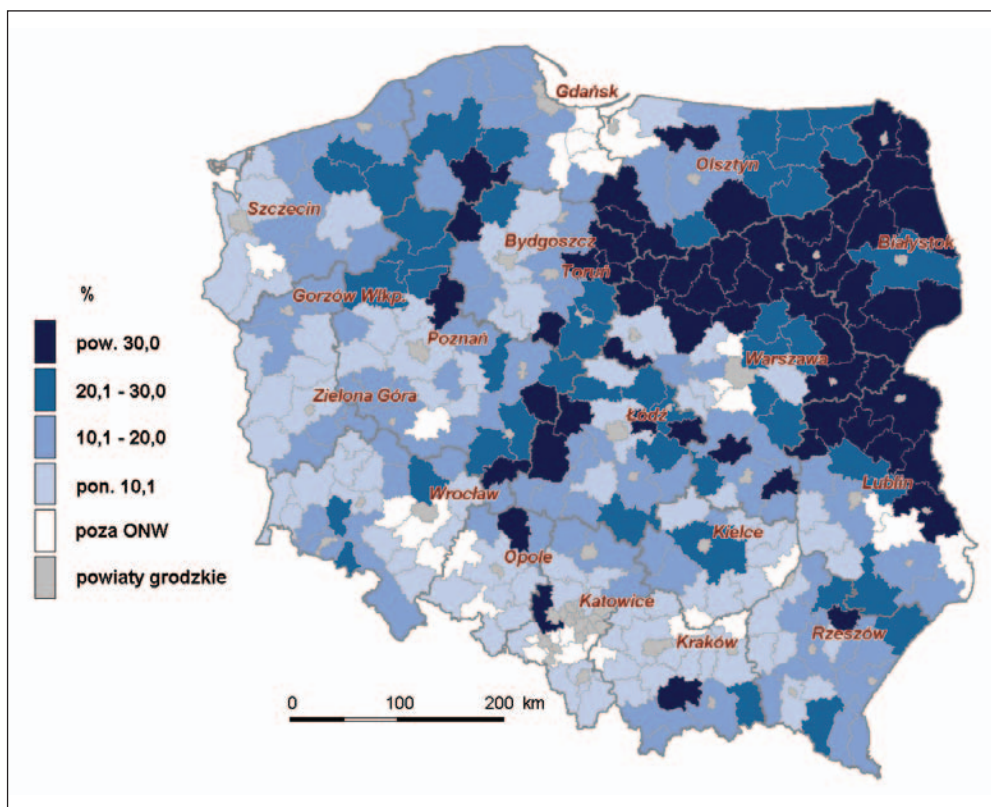 Gdańsk
Olsztyn
Szczecin
Bydgoszcz
Białystok
Toruń
%
Gorzów Wlkp.
pow. 30,0
Poznań
Warszawa
20,1 - 30,0
Zielona Góra
Łódź
10,1 - 20,0
pon. 10,1
Wrocław
Lublin
poza ONW
Kielce
Opole
powiaty grodzkie
Katowice
Kraków
Rzeszów
0 100 200 km